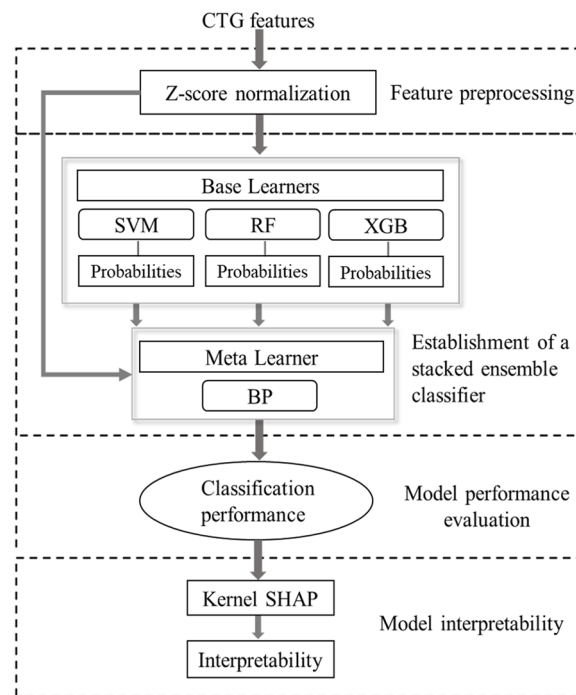 CTG features
Z-score normalization
Feature preprocessing
Base Learners
SVM
RF
XGB
Probabilities
Probabilities
Probabilities
Meta Learner
BP
Establishment of a
stacked ensemble
classifier
Classification
performance
Model performance
evaluation
Kernel SHAP
Interpretability
Model interpretability